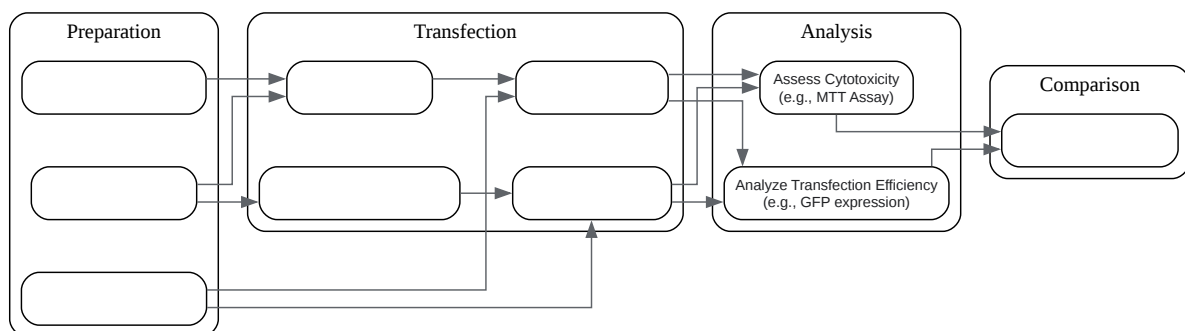 Preparation
Transfection
Analysis
Assess Cytotoxicity
(e.g., MTT Assay)
Comparison
Analyze Transfection Efficiency
(e.g., GFP expression)